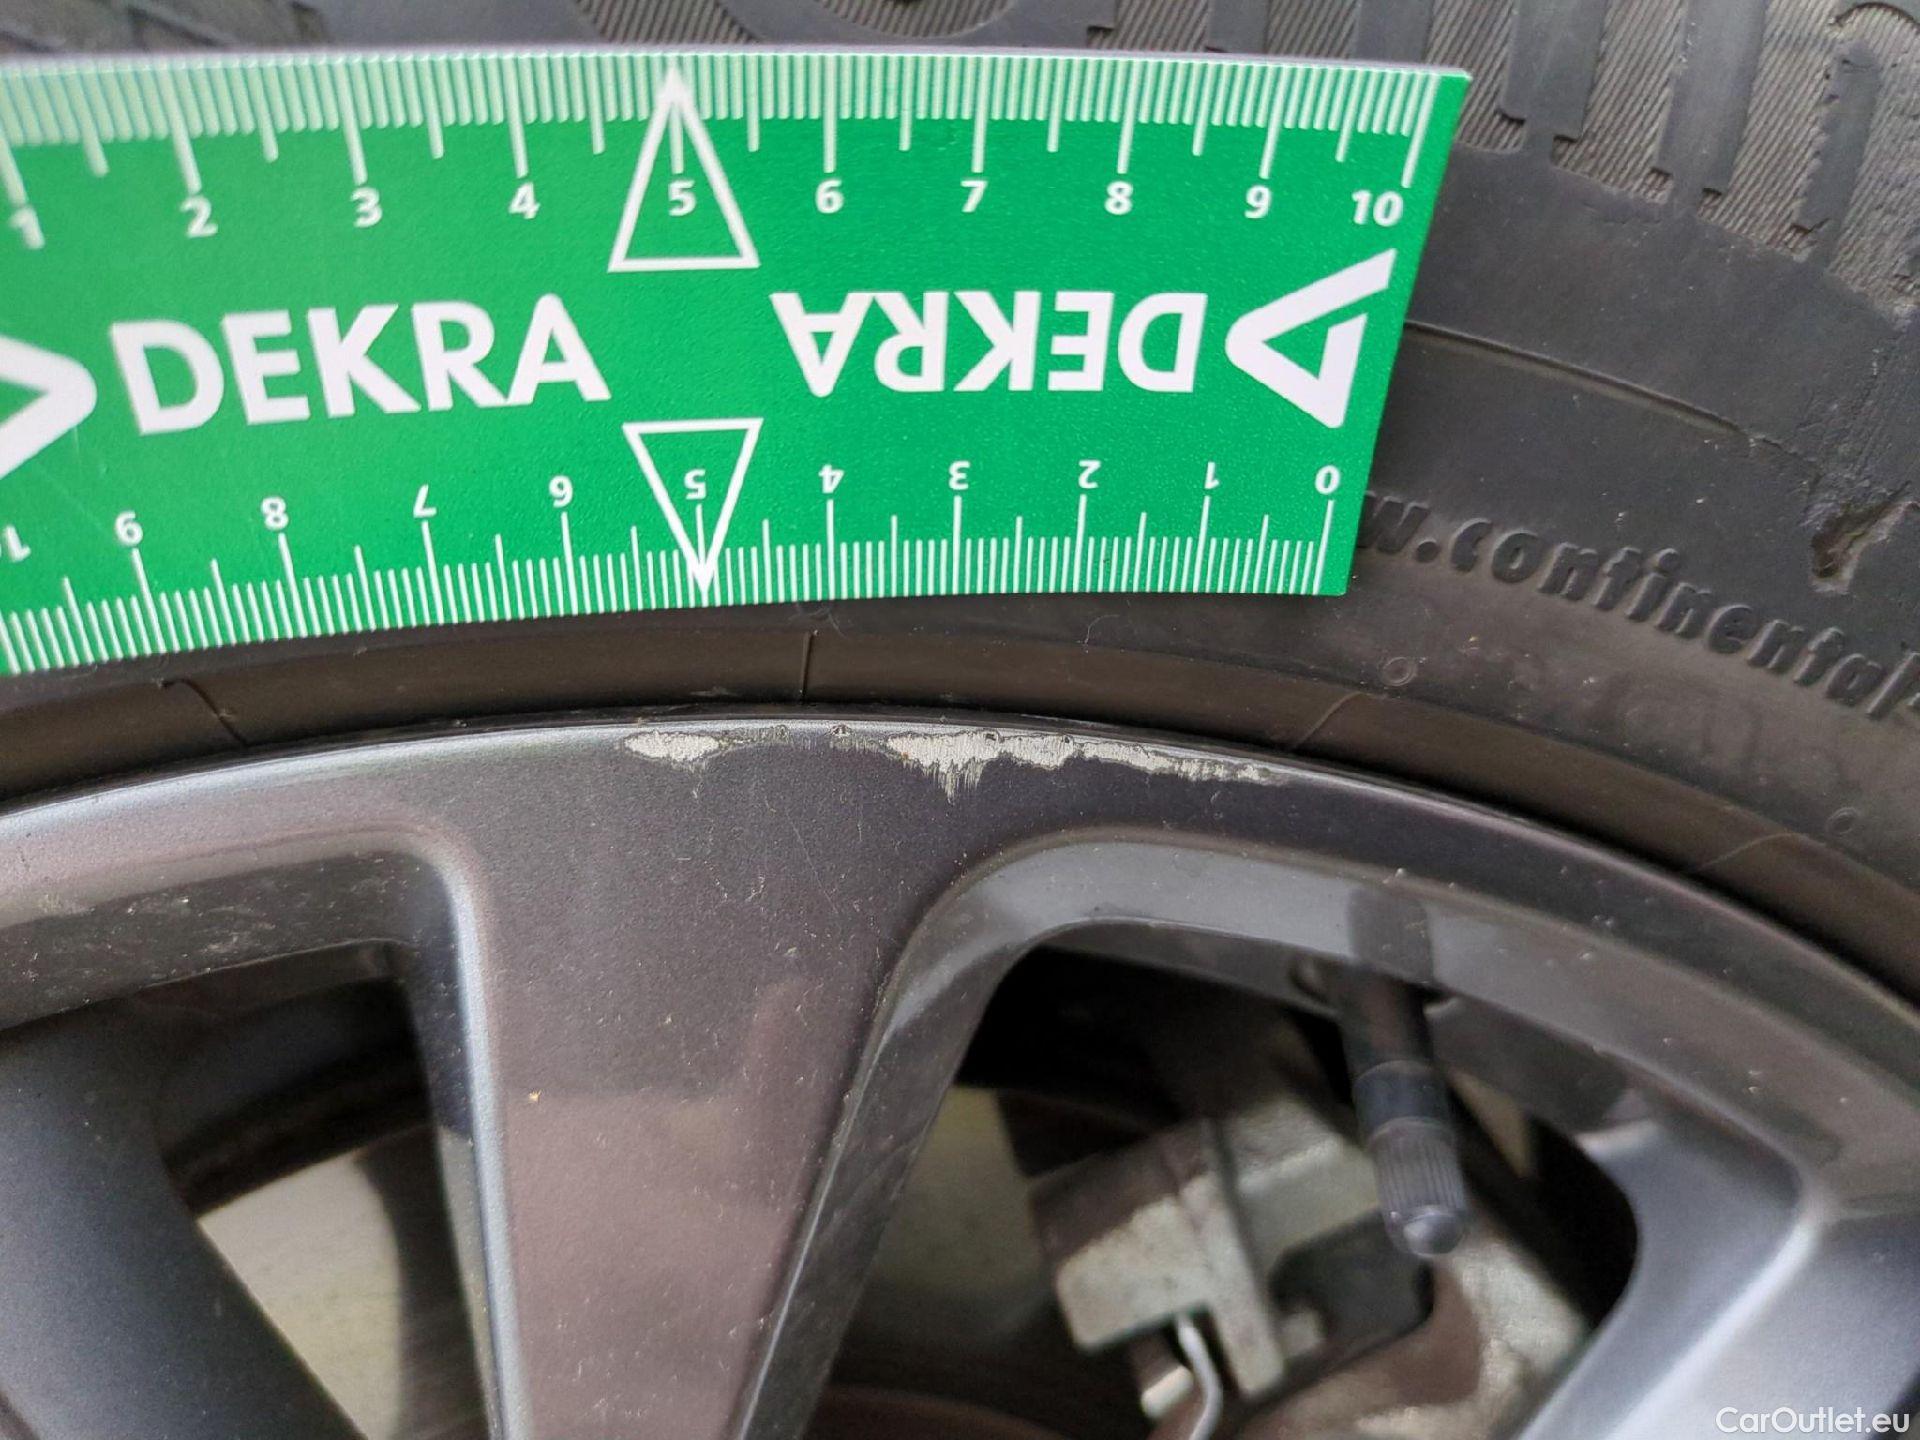 1 2 3 4 5 6 7 8 9 10
DEKRA DEKRA
10 9 8 7 6 5 4 3 2 1 0
w.continental-
CarOutlet.eu